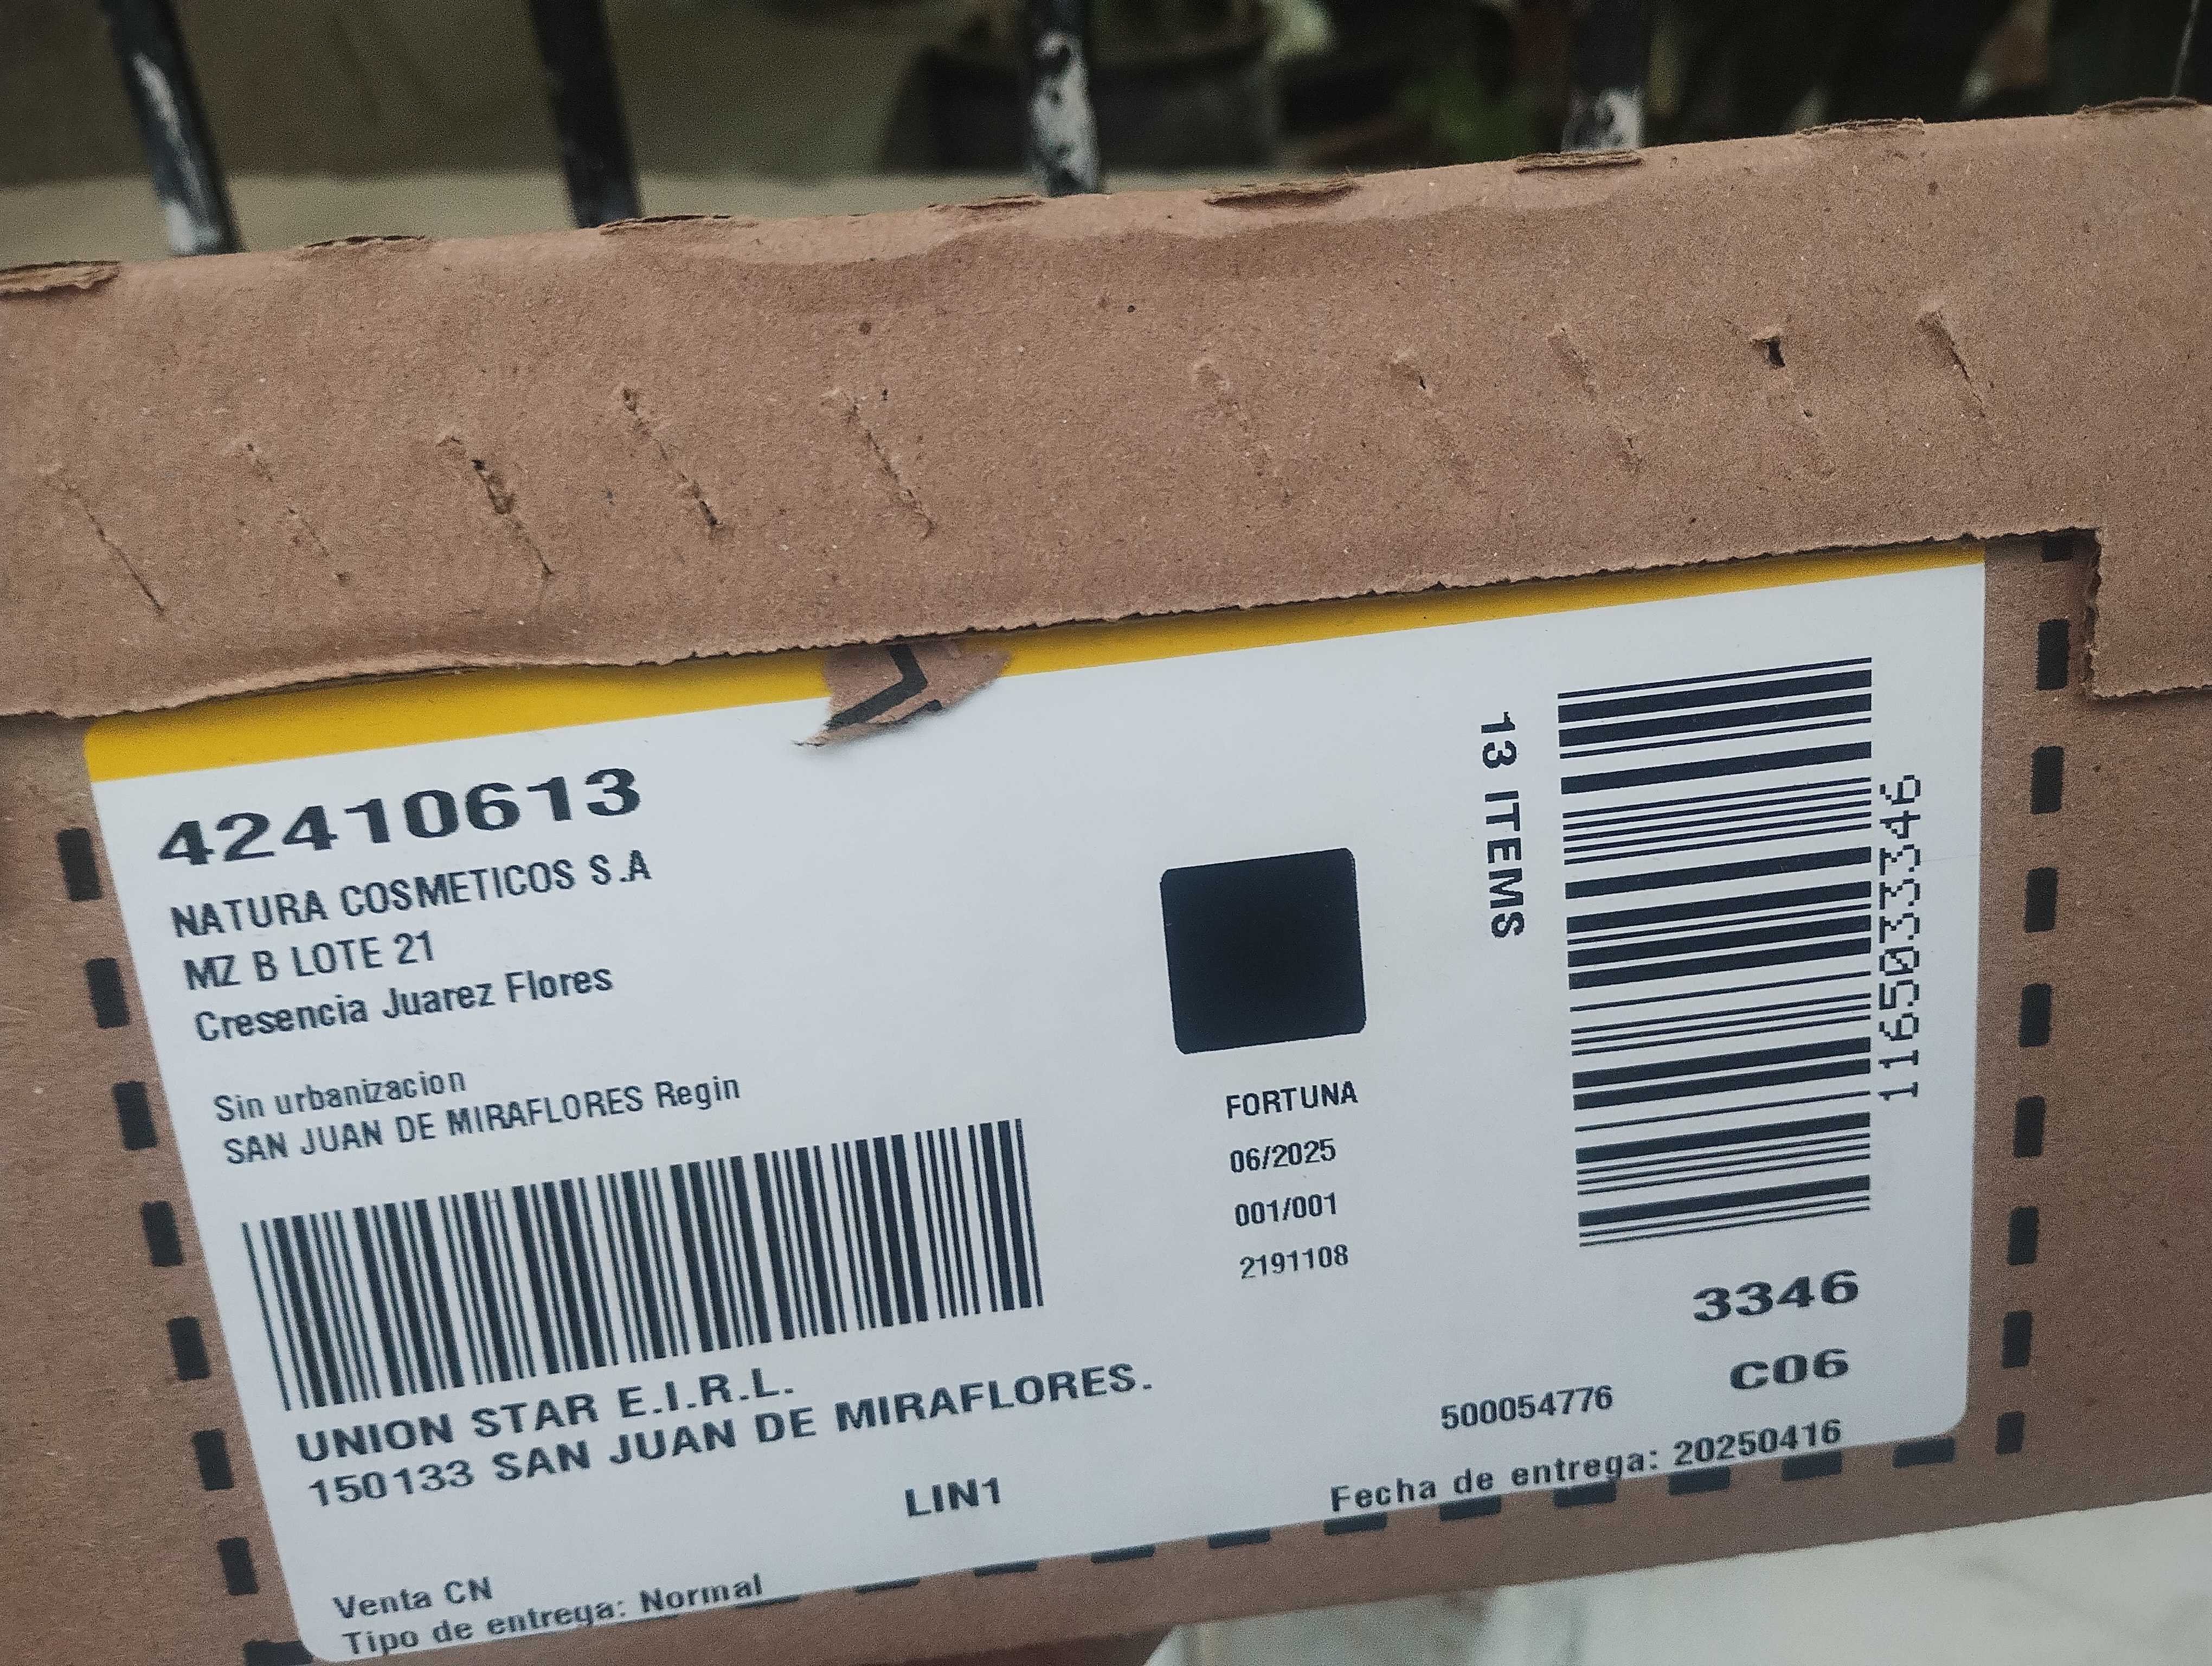 42410613
NATURA COSMETICOS S.A
MZ B LOTE 21
Cresencia Juarez Flores
Sin urbanizacion
SAN JUAN DE MIRAFLORES Regin
UNION STAR E.I.R.L.
150133 SAN JUAN DE MIRAFLORES.
LIN1
Venta CN
Tipo de entrega: Normal
FORTUNA
06/2025
001/001
2191108
13 ITEMS
1165033346
3346
C06
500054776
Fecha de entrega: 20250416